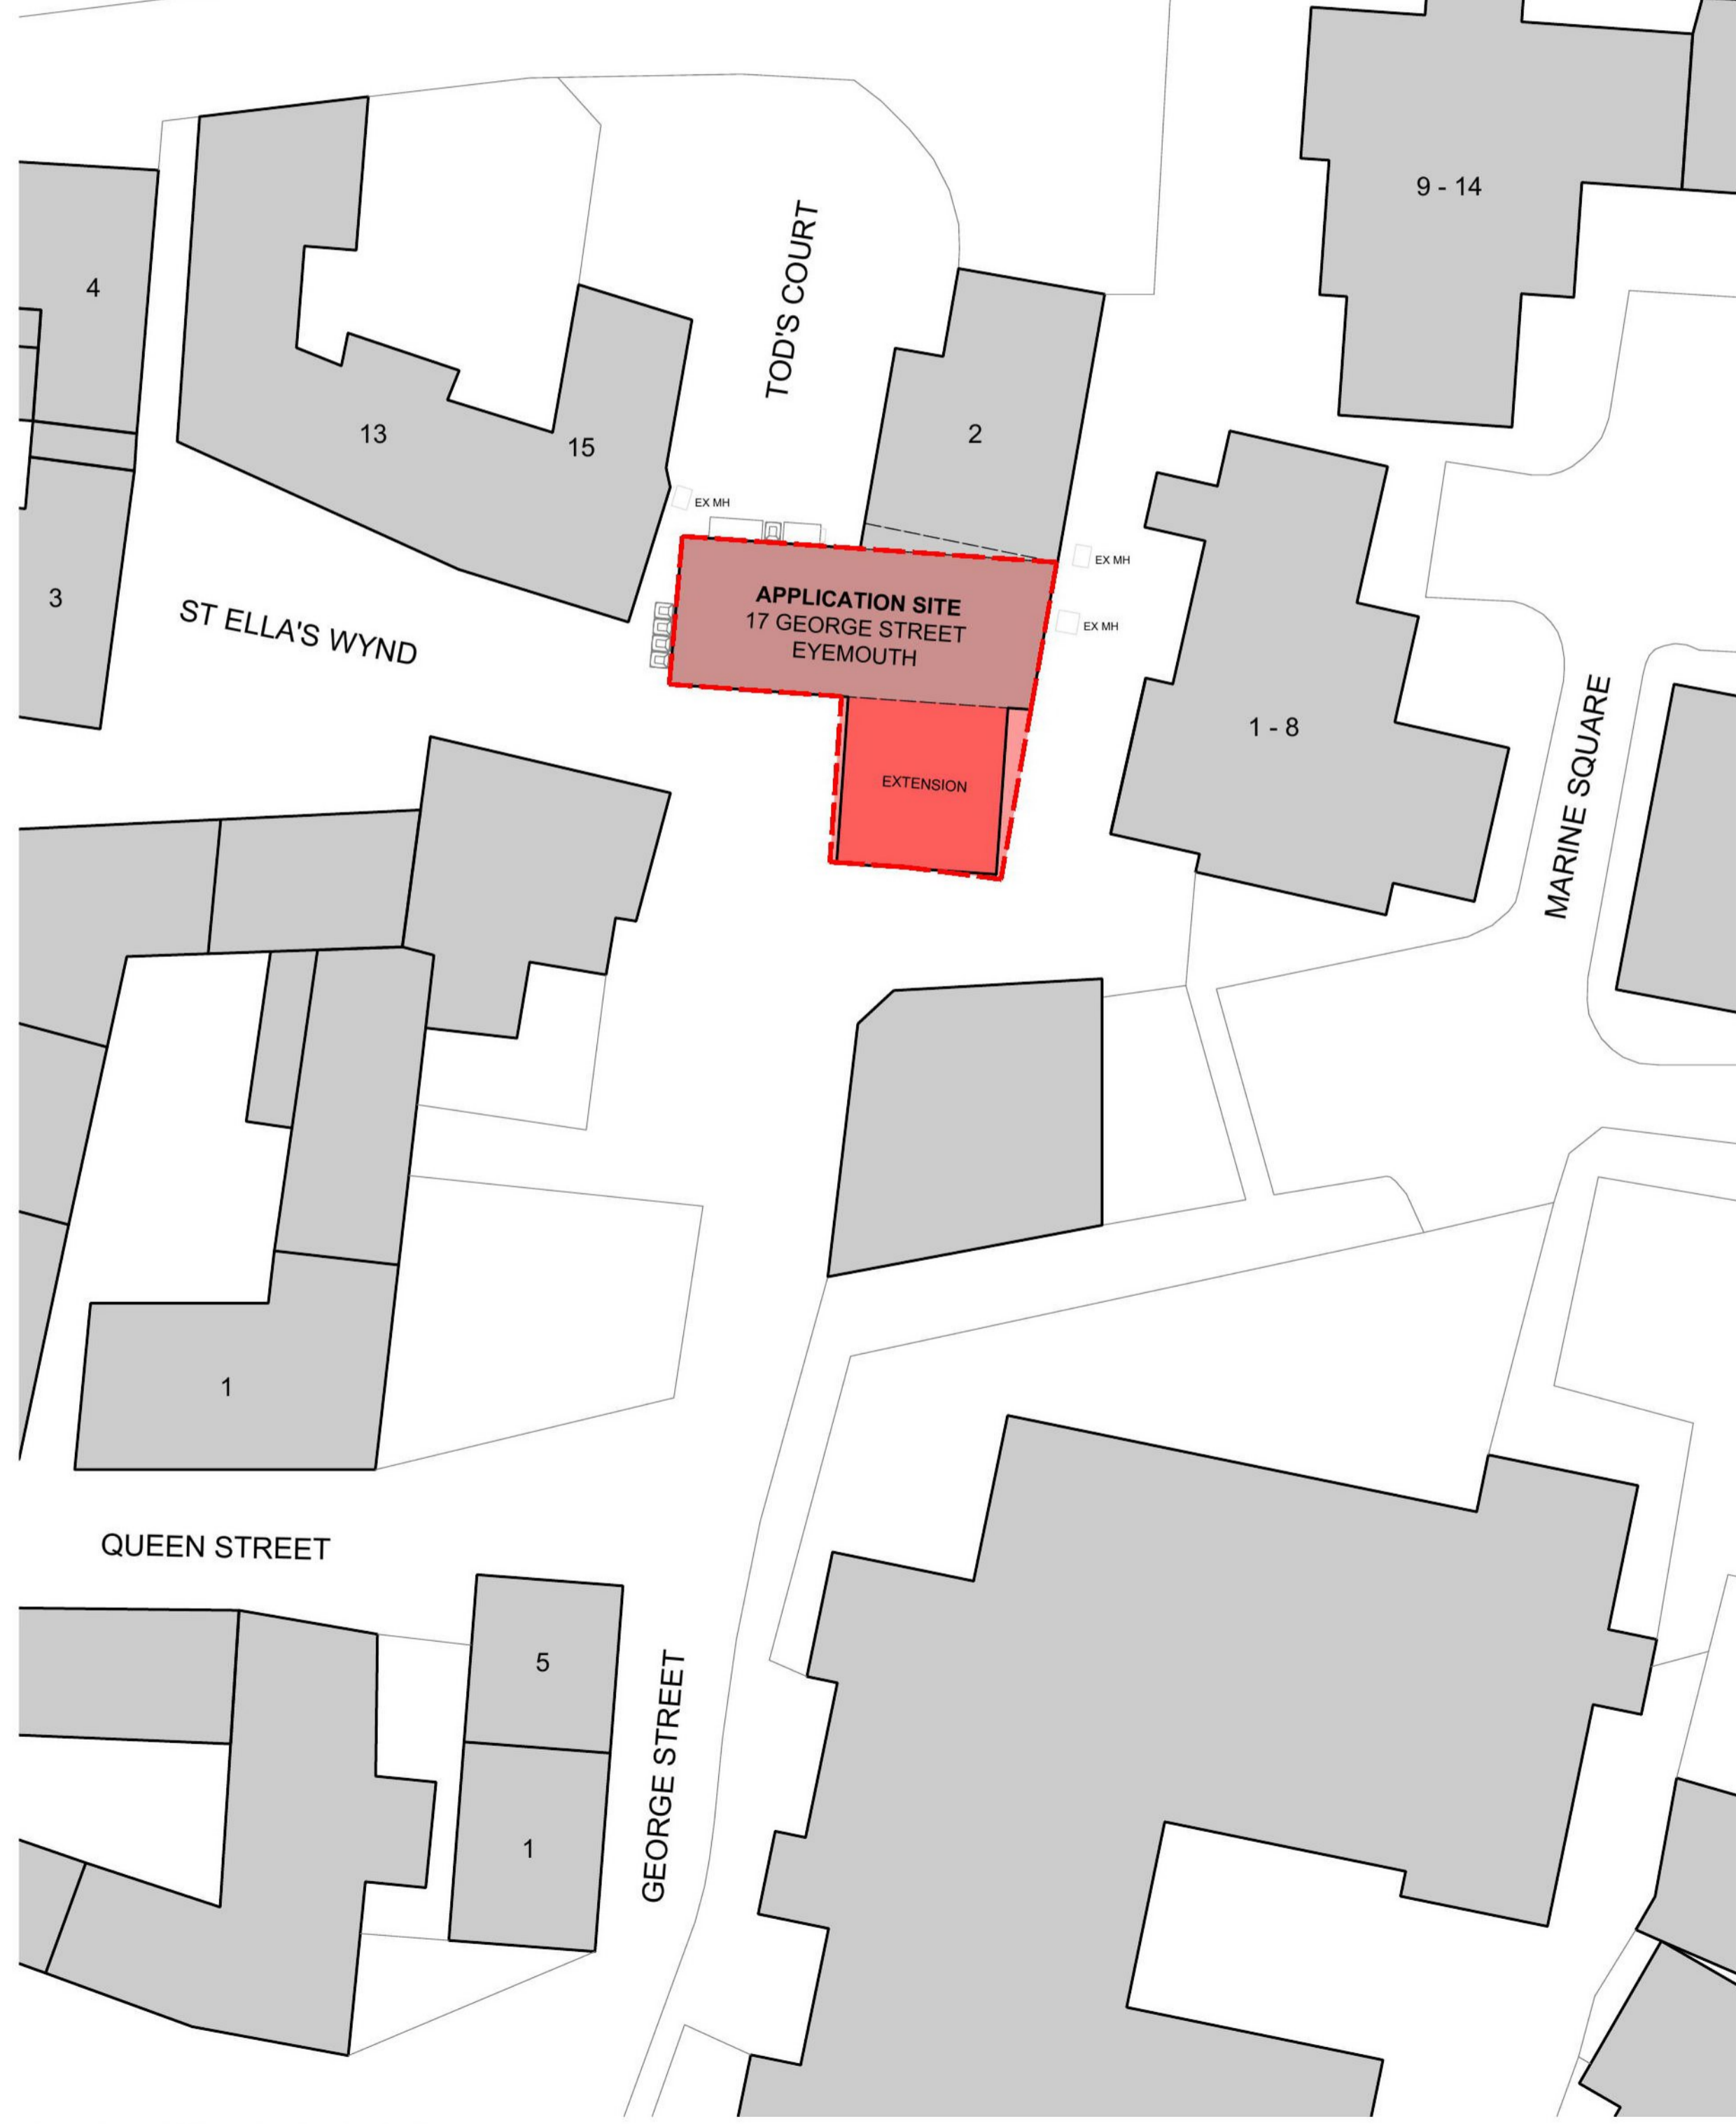 9 - 14
4
TOD'S COURT
13
15
2
EX MH
EX MH
APPLICATION SITE
17 GEORGE STREET
EYEMOUTH
3
ST ELLA'S WYND
EX MH
1 - 8
MARINE SQUARE
EXTENSION
1
QUEEN STREET
5
GEORGE STREET
1